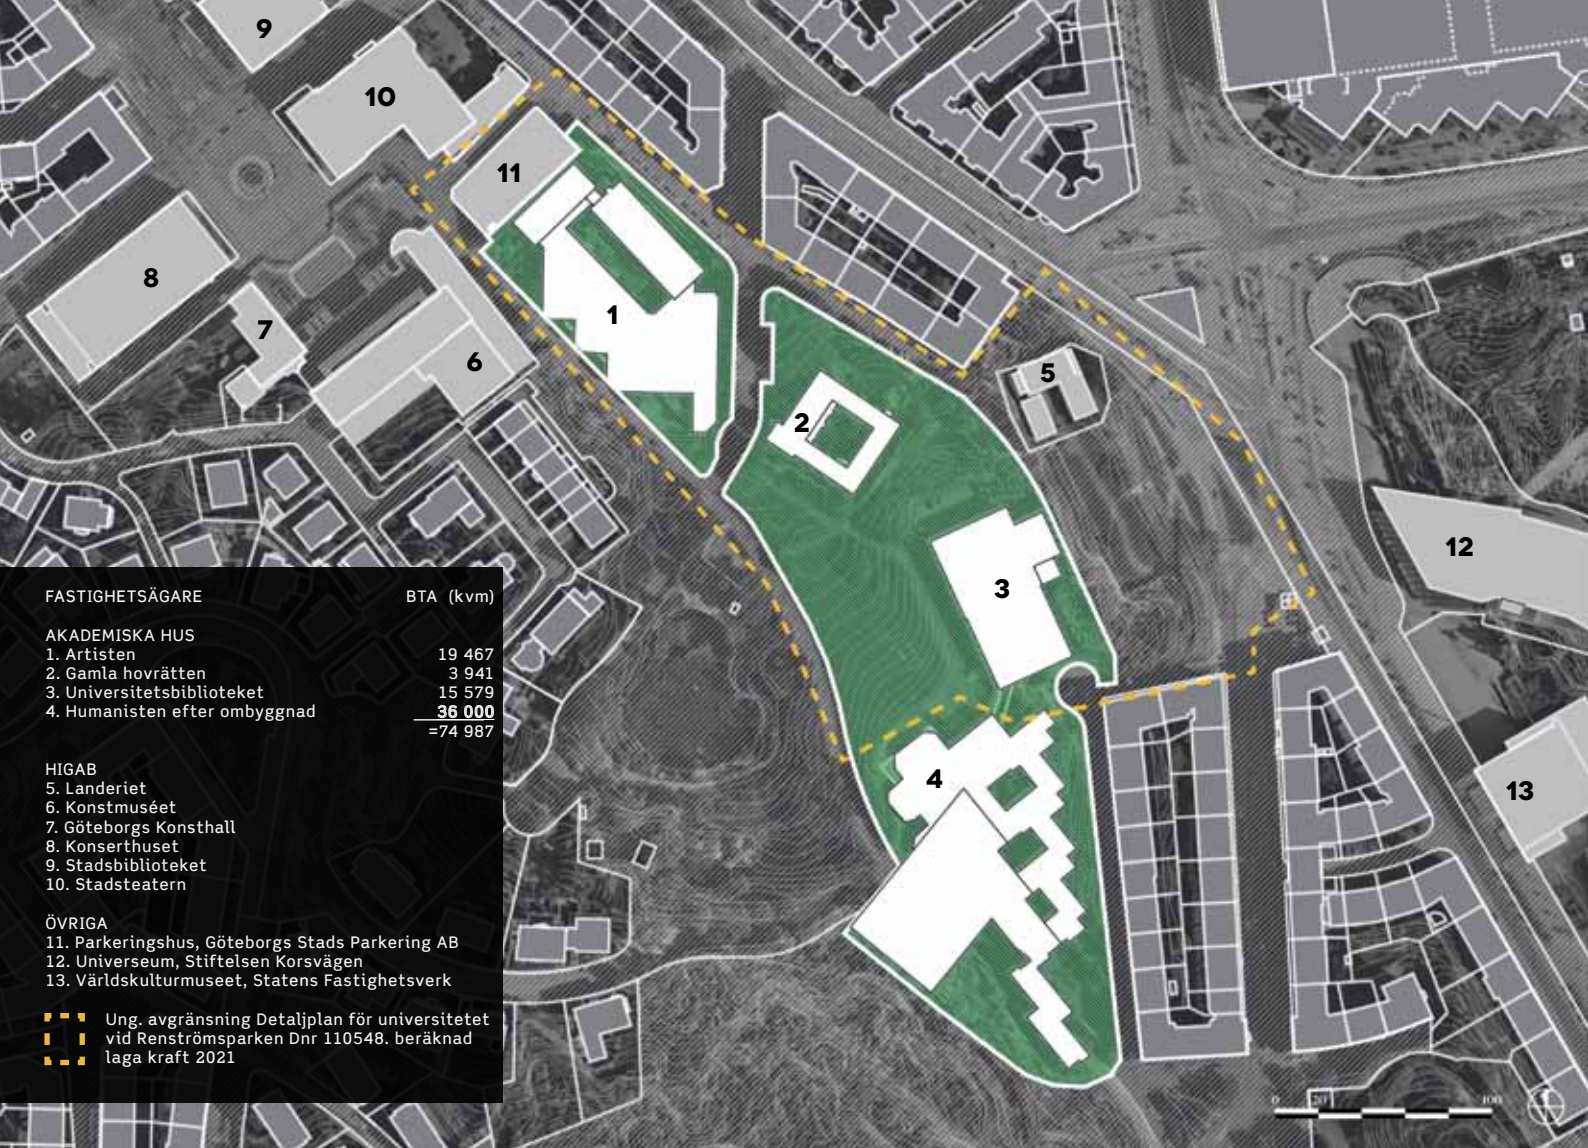 9
10
11
8
7
6
1
2
5
3
12
4
13
FASTIGHETSÄGARE BTA (kvm)
AKADEMISKA HUS
1. Artisten 19 467
2. Gamla hovrätten 3 941
3. Universitetsbiblioteket 15 579
4. Humanisten efter ombyggnad 36 000
=74 987
HIGAB
5. Landeriet
6. Konstmuséet
7. Göteborgs Konsthall
8. Konserthuset
9. Stadsbiblioteket
10. Stadsteatern
ÖVRIGA
11. Parkeringshus, Göteborgs Stads Parkering AB
12. Universeum, Stiftelsen Korsvägen
13. Världskulturmuseet, Statens Fastighetsverk
Ung. avgränsning Detaljplan för universitetet
vid Renströmsparken Dnr 110548. beräknad
laga kraft 2021
0 20 100